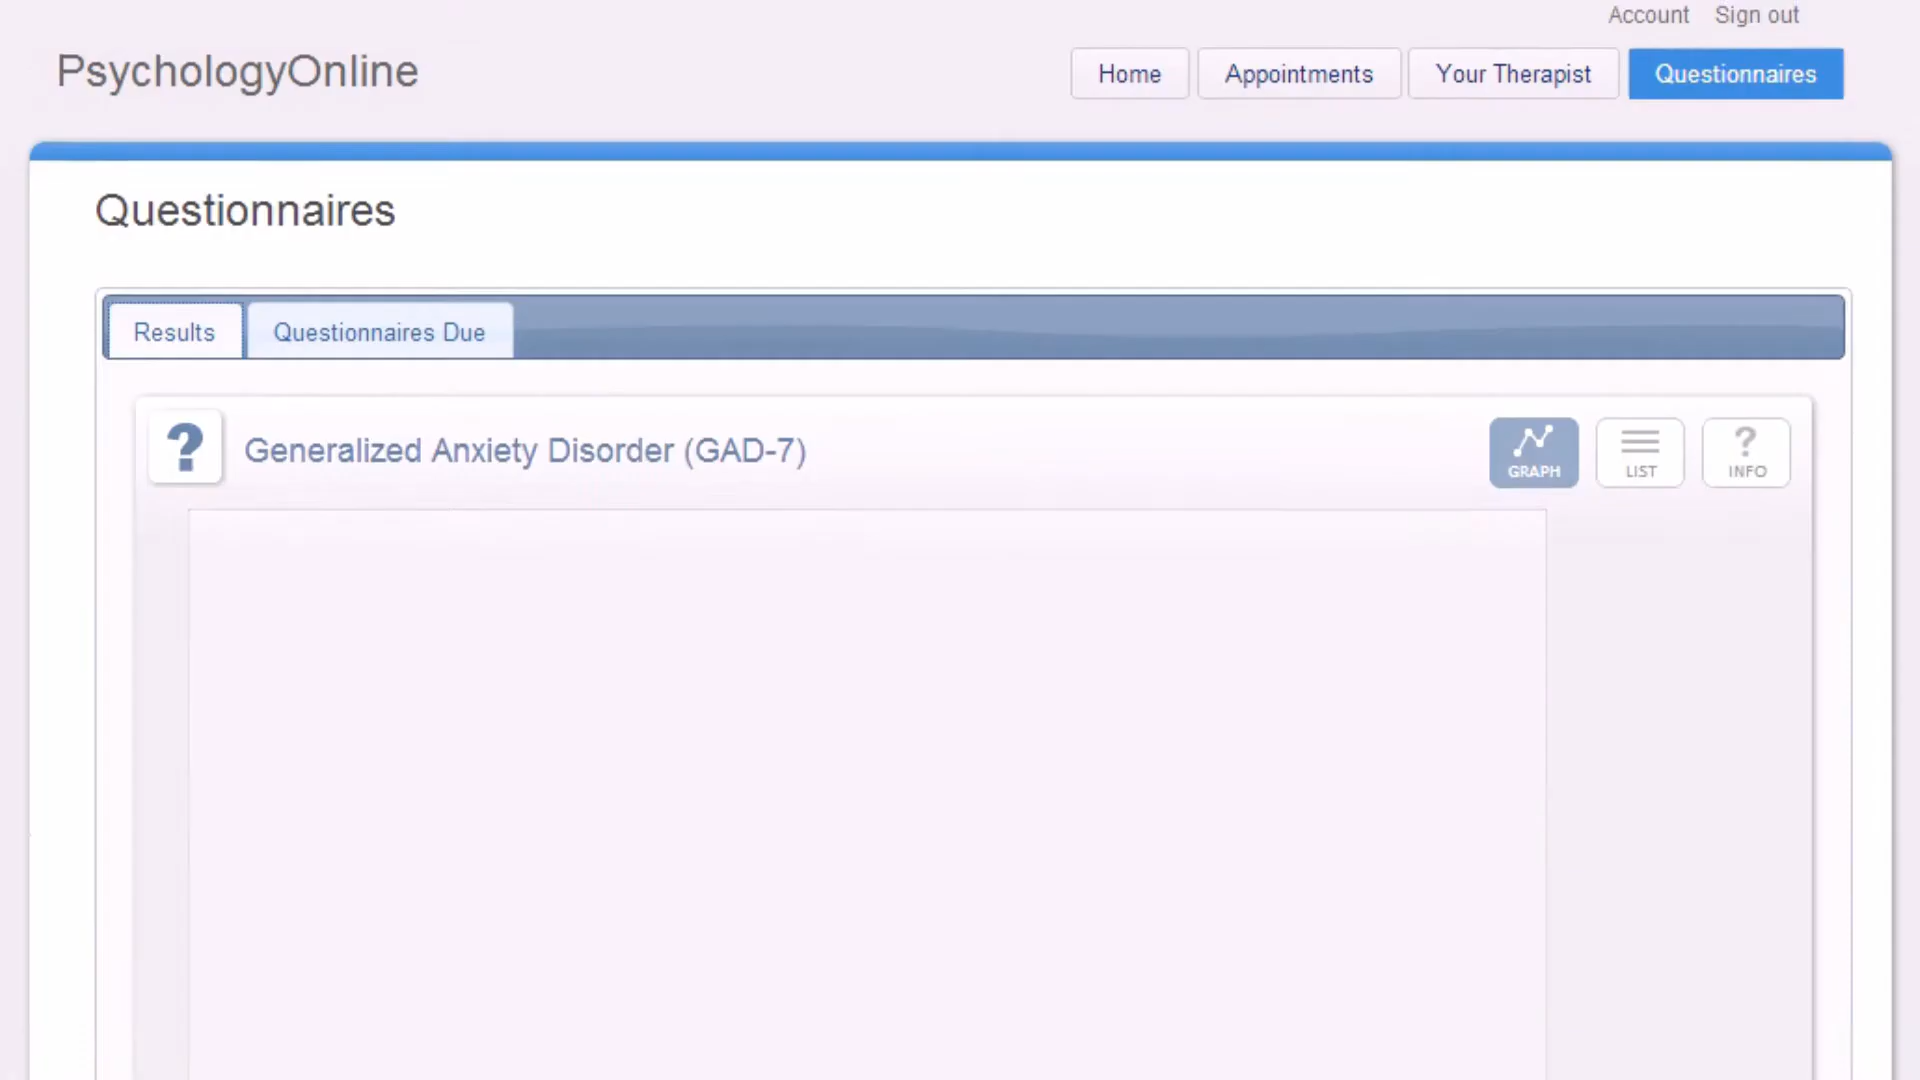 Account Sign out
PsychologyOnline
Home Appointments Your Therapist Questionnaires
Questionnaires
Results Questionnaires Due
? Generalized Anxiety Disorder (GAD-7)
GRAPH LIST ? INFO